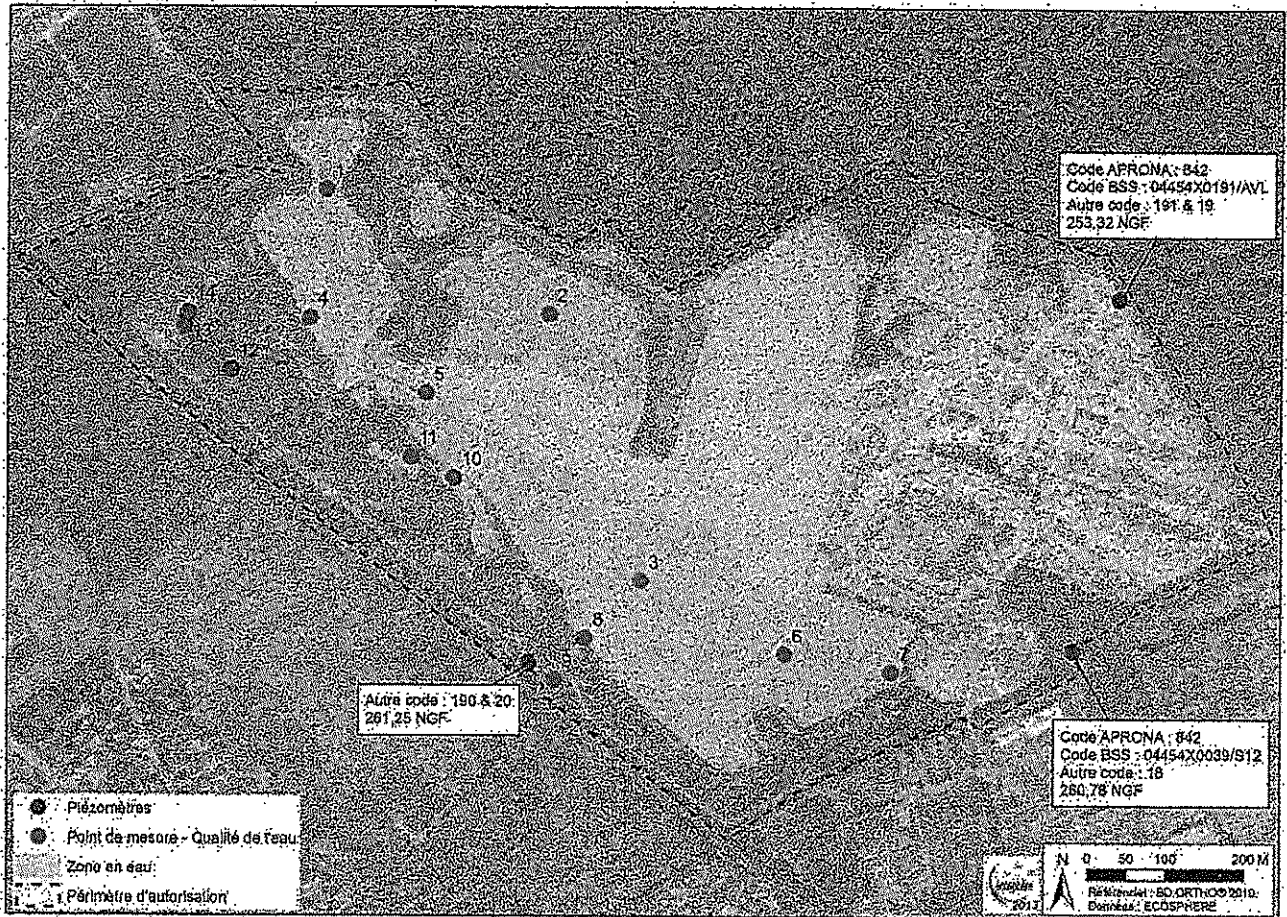 Code APRONA : 842
Code BSS : 04454X0191/AVL
Autre code : 191 & 19
253,32 NGF
2
4
12
5
11
10
3
8
6
7
Autre code : 190 & 20
261,25 NGF
Code APRONA : 842
Code BSS : 04454X0039/S12
Autre code : 18
260,78 NGF
Piézomètres
Point de mesure - Qualité de l'eau
Zone en eau
Périmètre d'autorisation
N
0 50 100 200 M
Référentiel : BD ORTHO® 2010
Données : ECOSPHERE